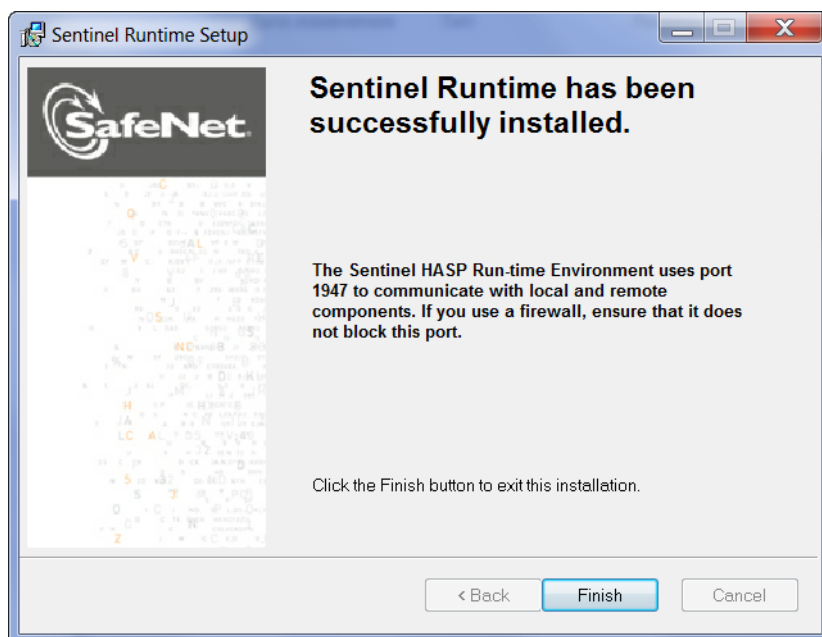 Sentinel Runtime Setup
SafeNet.
Sentinel Runtime has been
successfully installed.
The Sentinel HASP Run-time Environment uses port
1947 to communicate with local and remote
components. If you use a firewall, ensure that it does
not block this port.
Click the Finish button to exit this installation.
< Back
Finish
Cancel